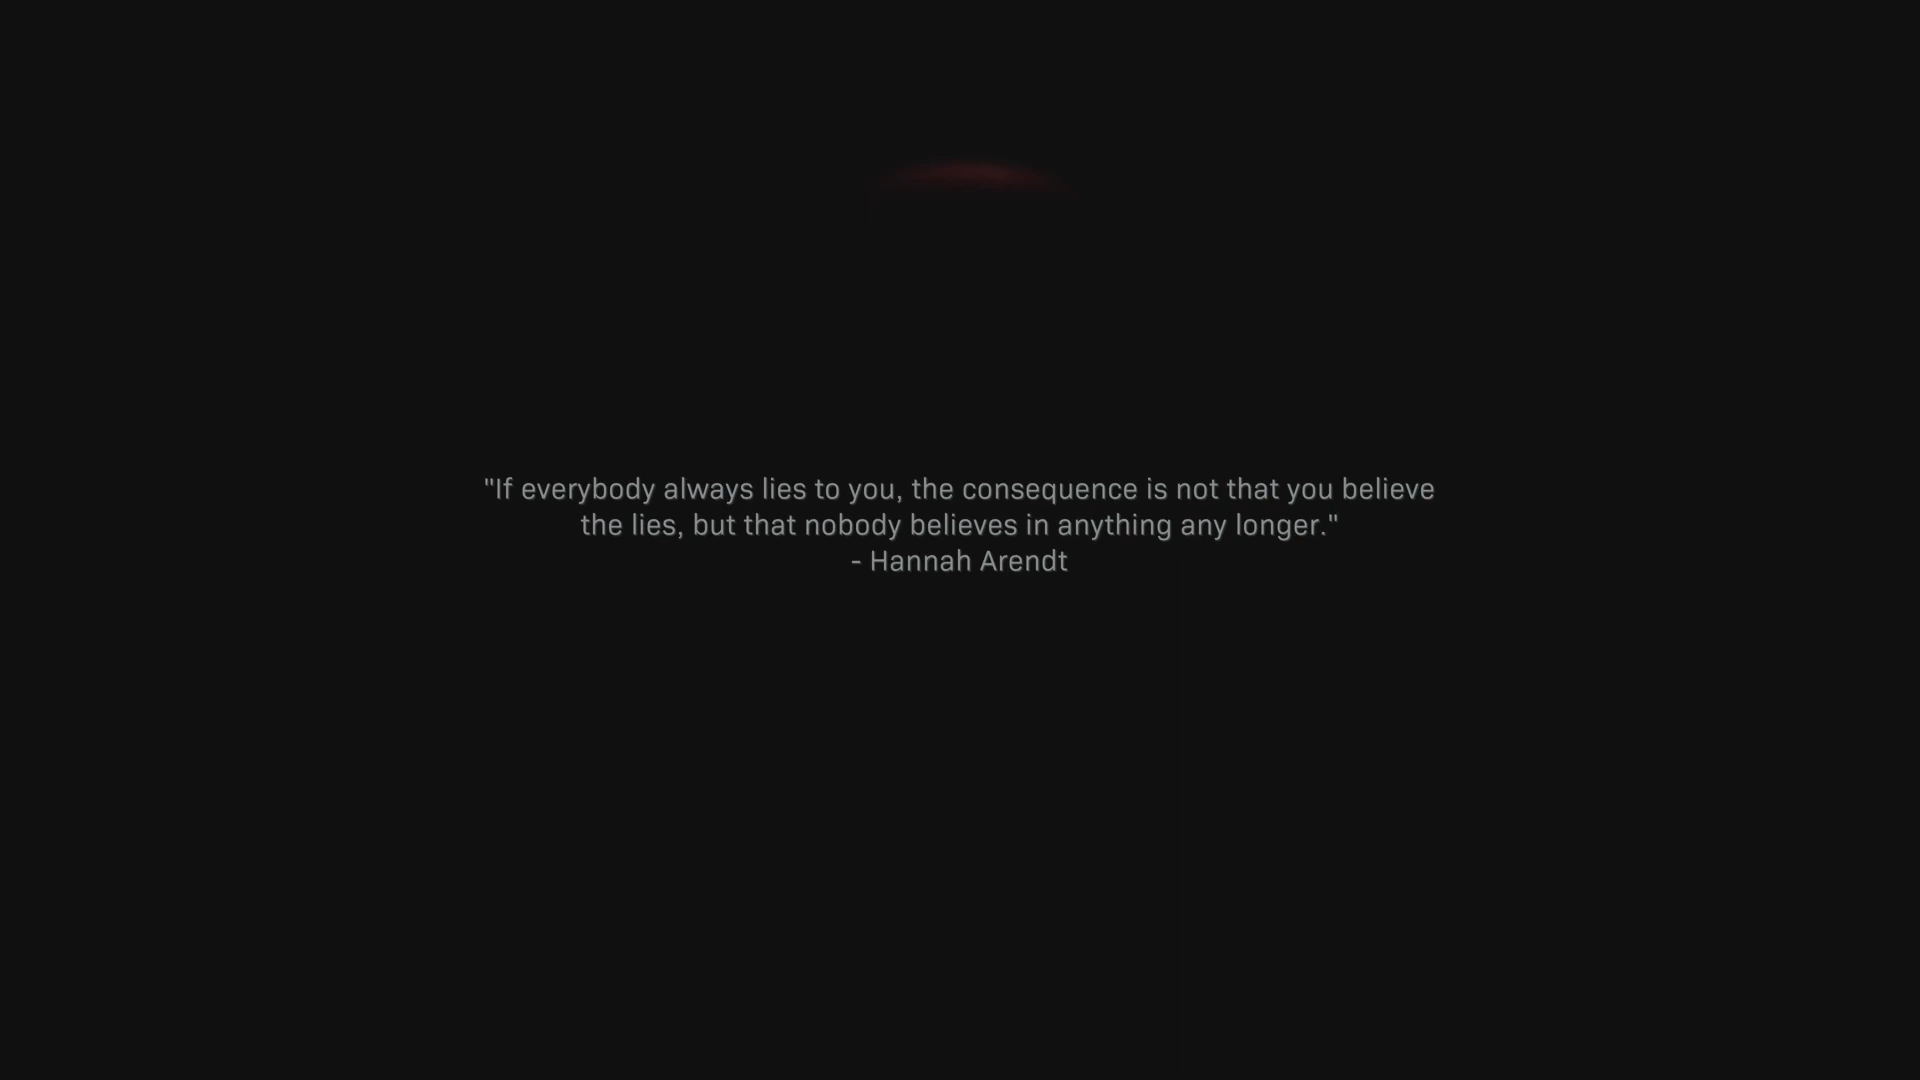 "If everybody always lies to you, the consequence is not that you believe
the lies, but that nobody believes in anything any longer."
- Hannah Arendt